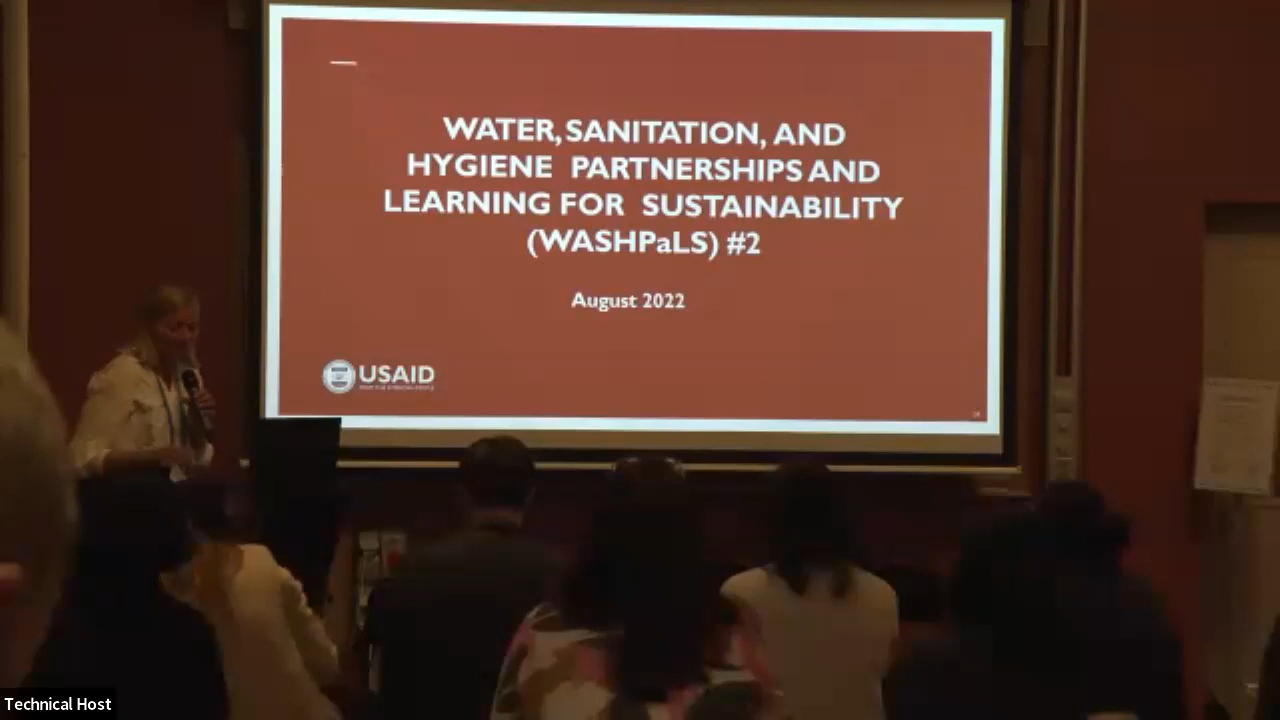 WATER, SANITATION, AND
HYGIENE PARTNERSHIPS AND
LEARNING FOR SUSTAINABILITY
(WASHPaLS) #2
August 2022
USAID
Technical Host